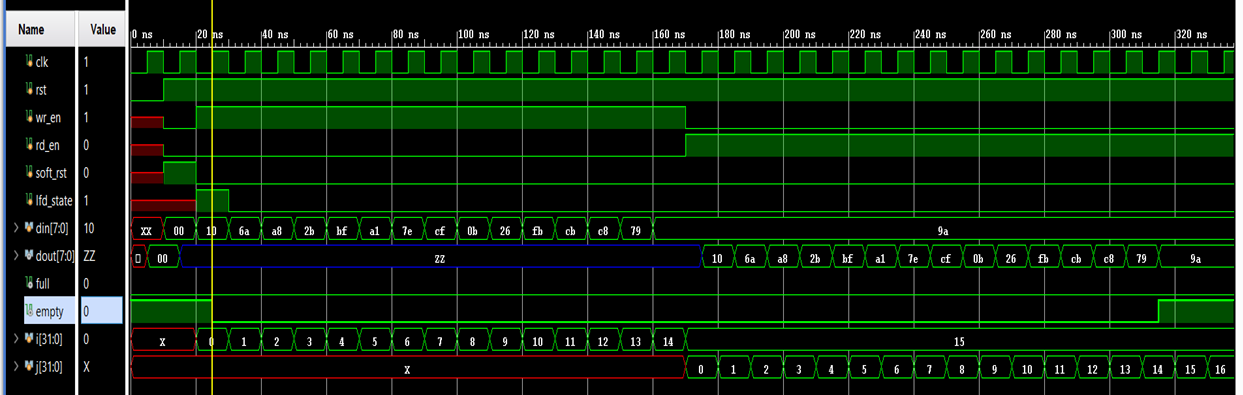 Name Value 0 ns 20 ns 40 ns 60 ns 80 ns 100 ns 120 ns 140 ns 160 ns 180 ns 200 ns 220 ns 240 ns 260 ns 280 ns 300 ns 320 ns
clk 1
rst 1
wr_en 1
rd_en 0
soft_rst 0
lfd_state 1
din[7:0] 10 XX 00 10 6a a8 2b bf a1 7e cf 0b 26 fb cb c8 79 9a
dout[7:0] ZZ 00 ZZ 10 6a a8 2b bf a1 7e cf 0b 26 fb cb c8 79 9a
full 0
empty 0
i[31:0] 0 X 0 1 2 3 4 5 6 7 8 9 10 11 12 13 14 15
j[31:0] X X 0 1 2 3 4 5 6 7 8 9 10 11 12 13 14 15 16